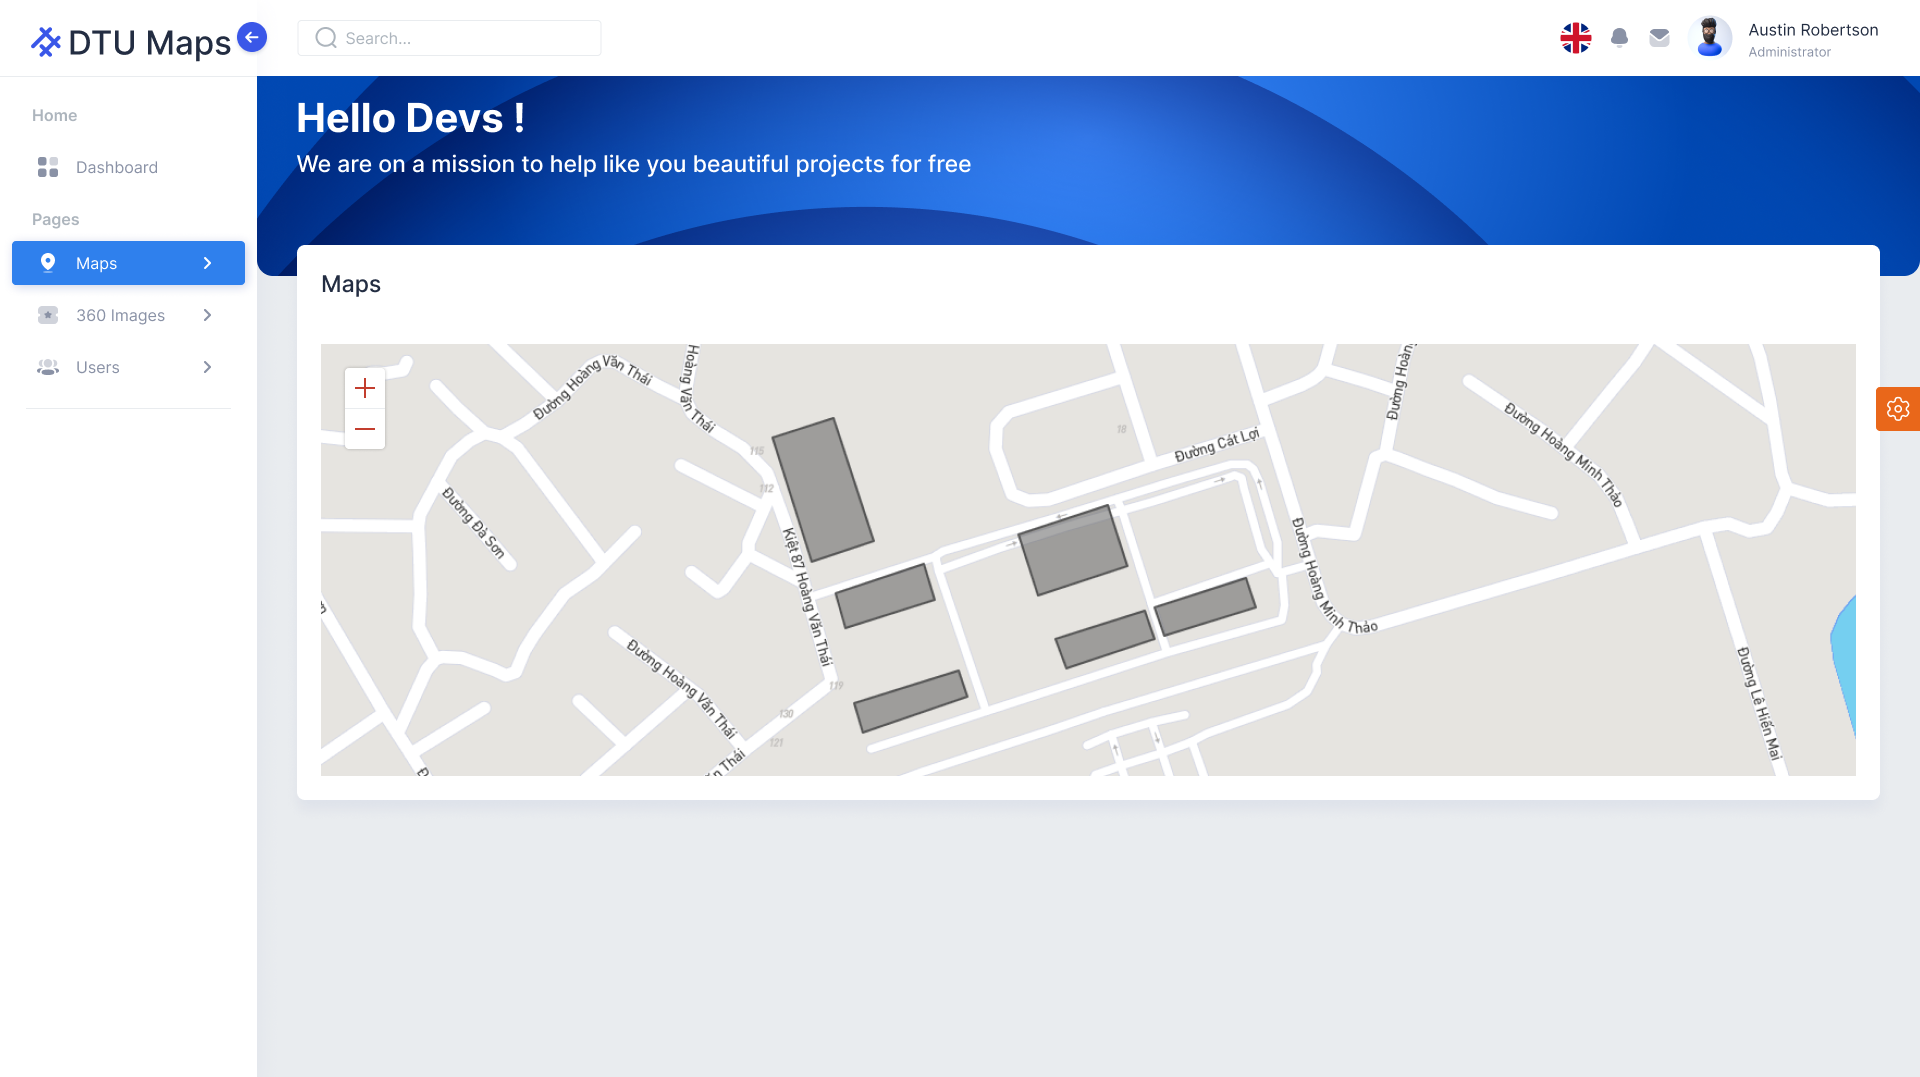 DTU Maps
Search...
Austin Robertson
Administrator
Home
Dashboard
Pages
Maps
360 Images
Users
Hello Devs !
We are on a mission to help like you beautiful projects for free
Maps
Đường Hoàng Văn Thái
Hoàng Văn Thái
Đường Hoàng
Đường Hoàng Minh Thảo
18
Đường Cát Lợi
115
112
Đường Đà Sơn
Kiệt 87 Hoàng Văn Thái
Đường Hoàng Minh Thảo
Đường Hoàng Văn Thái
119
130
121
Văn Thái
Đường Lê Hiến Mai